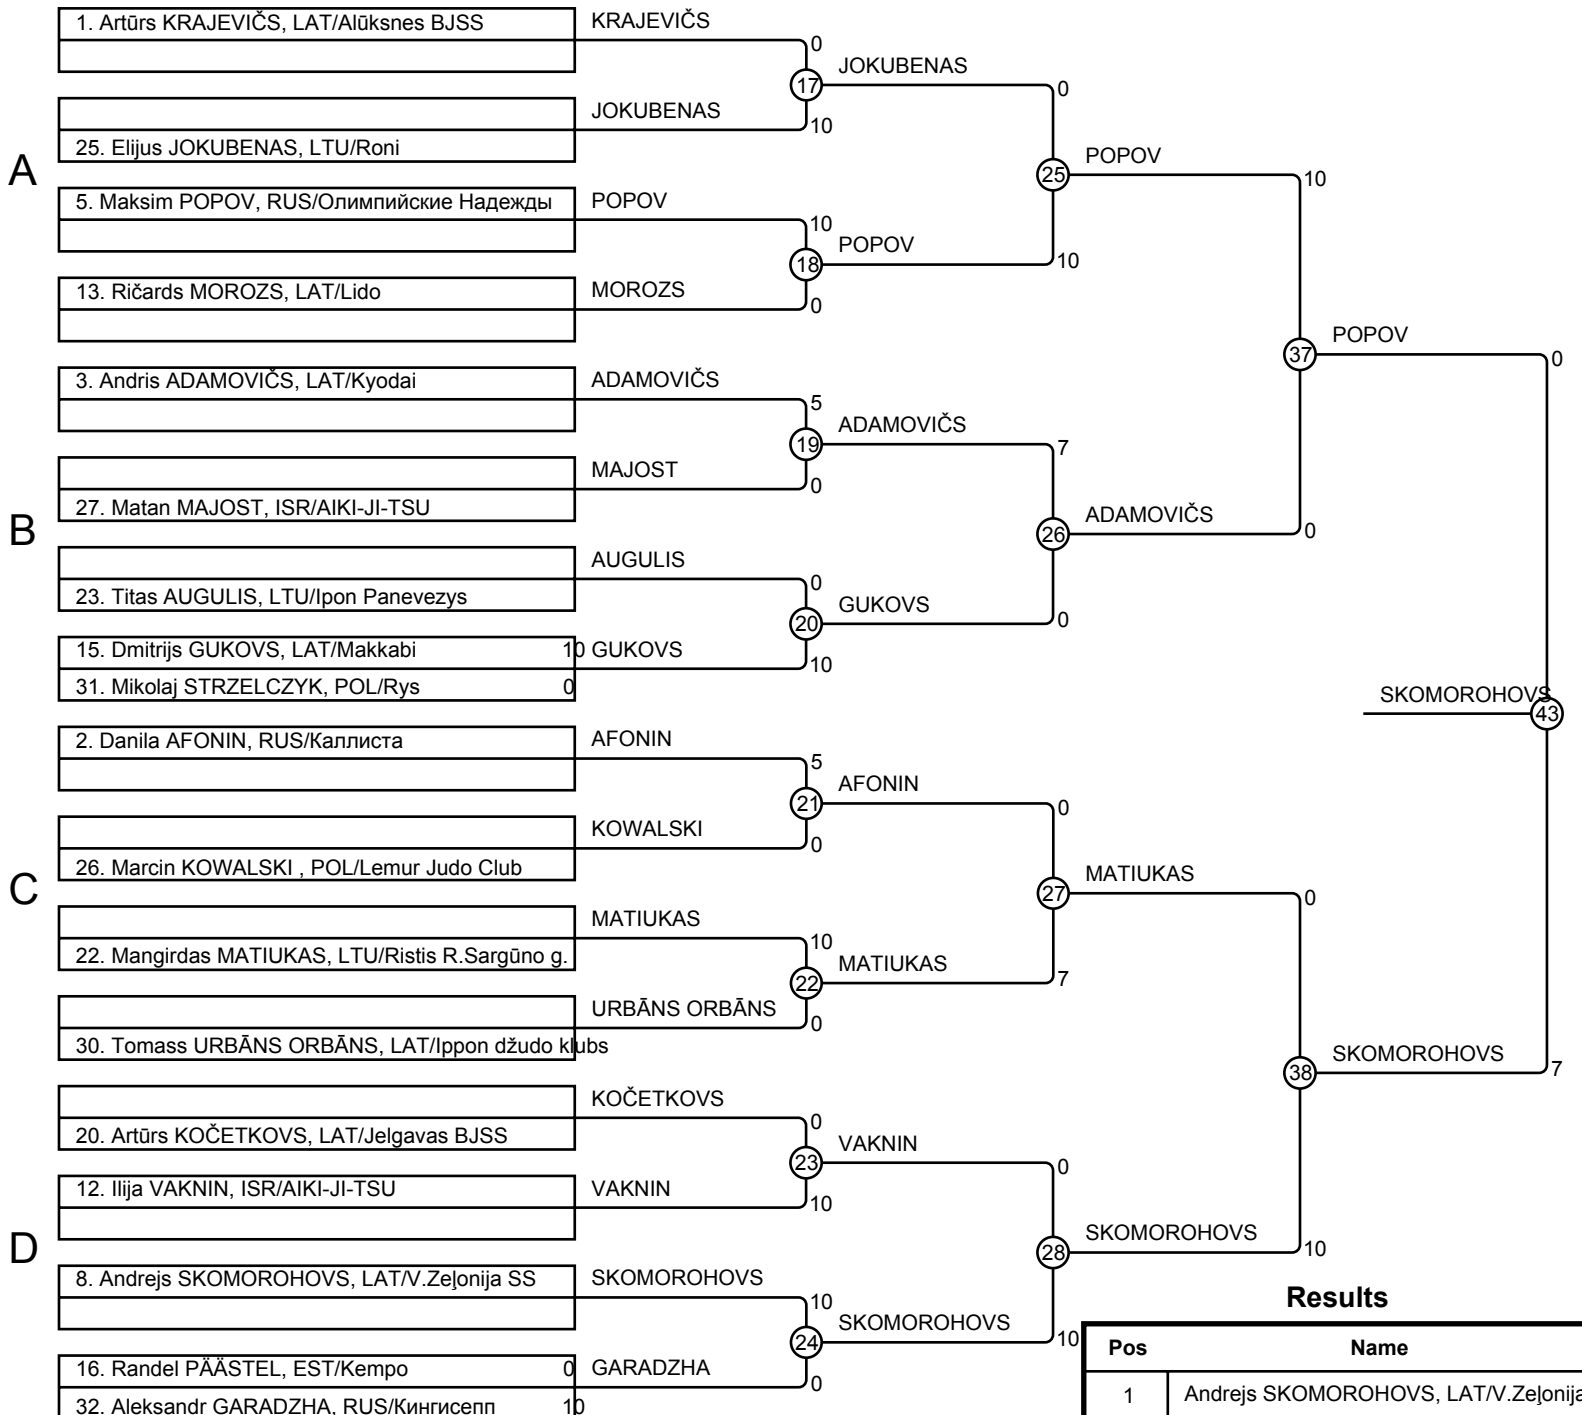 1. Artūrs KRAJEVIČS, LAT/Alūksnes BJSS
KRAJEVIČS
0
17
JOKUBENAS
0
JOKUBENAS
10
25. Elijus JOKUBENAS, LTU/Roni
A
25
POPOV
10
5. Maksim POPOV, RUS/Олимпийские Надежды
POPOV
10
18
POPOV
10
13. Ričards MOROZS, LAT/Lido
MOROZS
0
37
POPOV
0
3. Andris ADAMOVIČS, LAT/Kyodai
ADAMOVIČS
5
19
ADAMOVIČS
7
MAJOST
0
27. Matan MAJOST, ISR/AIKI-JI-TSU
B
26
ADAMOVIČS
0
AUGULIS
0
23. Titas AUGULIS, LTU/Ipon Panevezys
20
GUKOVS
0
15. Dmitrijs GUKOVS, LAT/Makkabi 10
GUKOVS
10
31. Mikolaj STRZELCZYK, POL/Rys 0
SKOMOROHOVS
43
2. Danila AFONIN, RUS/Каллиста
AFONIN
5
21
AFONIN
0
KOWALSKI
0
26. Marcin KOWALSKI , POL/Lemur Judo Club
C
27
MATIUKAS
0
MATIUKAS
10
22. Mangirdas MATIUKAS, LTU/Ristis R.Sargūno g.
22
MATIUKAS
7
URBĀNS ORBĀNS
0
30. Tomass URBĀNS ORBĀNS, LAT/Ippon džudo klubs
38
SKOMOROHOVS
7
KOČETKOVS
0
20. Artūrs KOČETKOVS, LAT/Jelgavas BJSS
23
VAKNIN
0
12. Ilija VAKNIN, ISR/AIKI-JI-TSU
VAKNIN
10
D
28
SKOMOROHOVS
10
8. Andrejs SKOMOROHOVS, LAT/V.Zeļonija SS
SKOMOROHOVS
10
24
SKOMOROHOVS
10
16. Randel PÄÄSTEL, EST/Kempo 0
GARADZHA
0
32. Aleksandr GARADZHA, RUS/Кингисепп 10
Results
Pos Name
1 Andrejs SKOMOROHOVS, LAT/V.Zeļonija